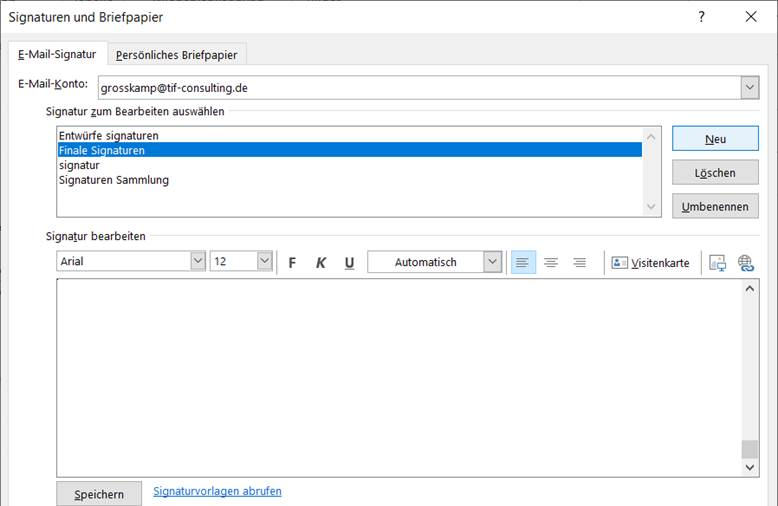 Signaturen und Briefpapier ?
E-Mail-Signatur Persönliches Briefpapier
E-Mail-Konto: grosskamp@tif-consulting.de
Signatur zum Bearbeiten auswählen
Entwürfe signaturen
Finale Signaturen
signatur
Signaturen Sammlung
Neu
Löschen
Umbenennen
Signatur bearbeiten
Arial 12 F K U Automatisch Visitenkarte
Speichern Signaturvorlagen abrufen